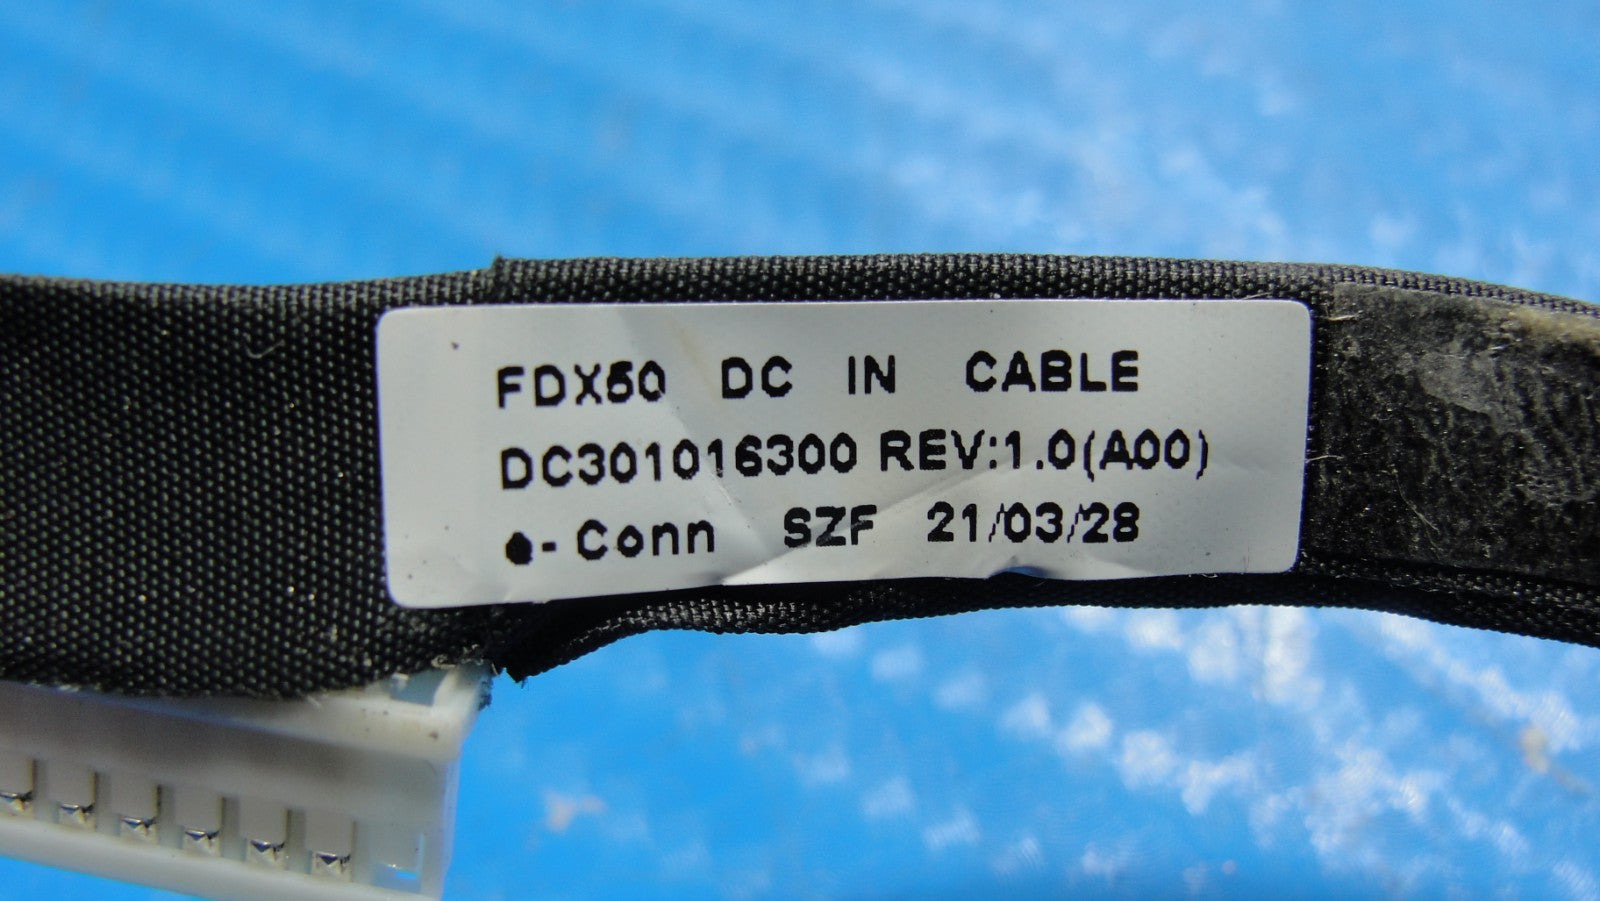 FDX50 DC IN CABLE
DC301016300 REV:1.0(A00)
- Conn SZF 21/03/28